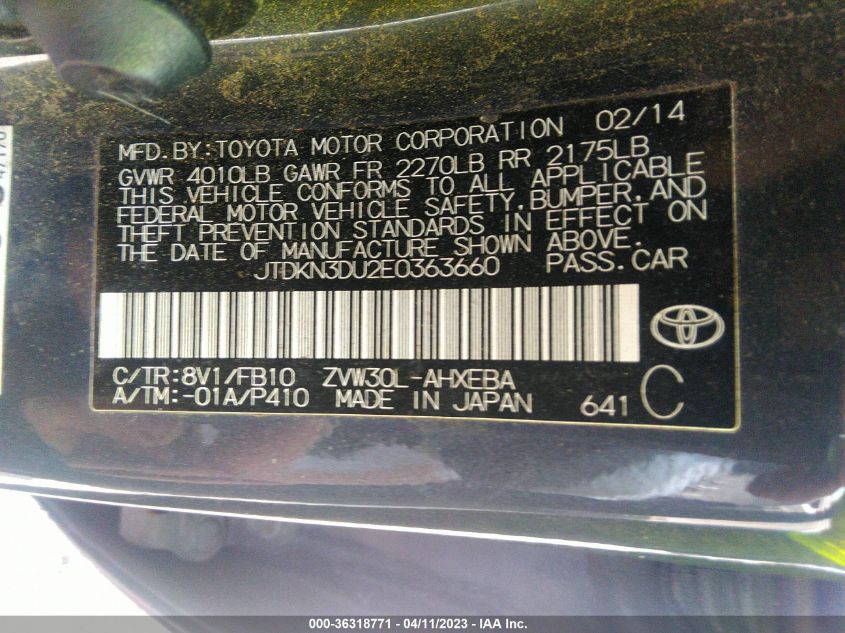 MFD.BY:TOYOTA MOTOR CORPORATION 02/14
GVWR 4010LB GAWR FR 2270LB RR 2175LB
THIS VEHICLE CONFORMS TO ALL APPLICABLE
FEDERAL MOTOR VEHICLE SAFETY,BUMPER,AND
THEFT PREVENTION STANDARDS IN EFFECT ON
THE DATE OF MANUFACTURE SHOWN ABOVE.
JTDKN3DU2E0363660 PASS.CAR
C/TR:8V1/FB10 ZVW30L-AHXEBA
A/TM:-01A/P410 MADE IN JAPAN 641 C
000-36318771 - 04/11/2023 - IAA Inc.